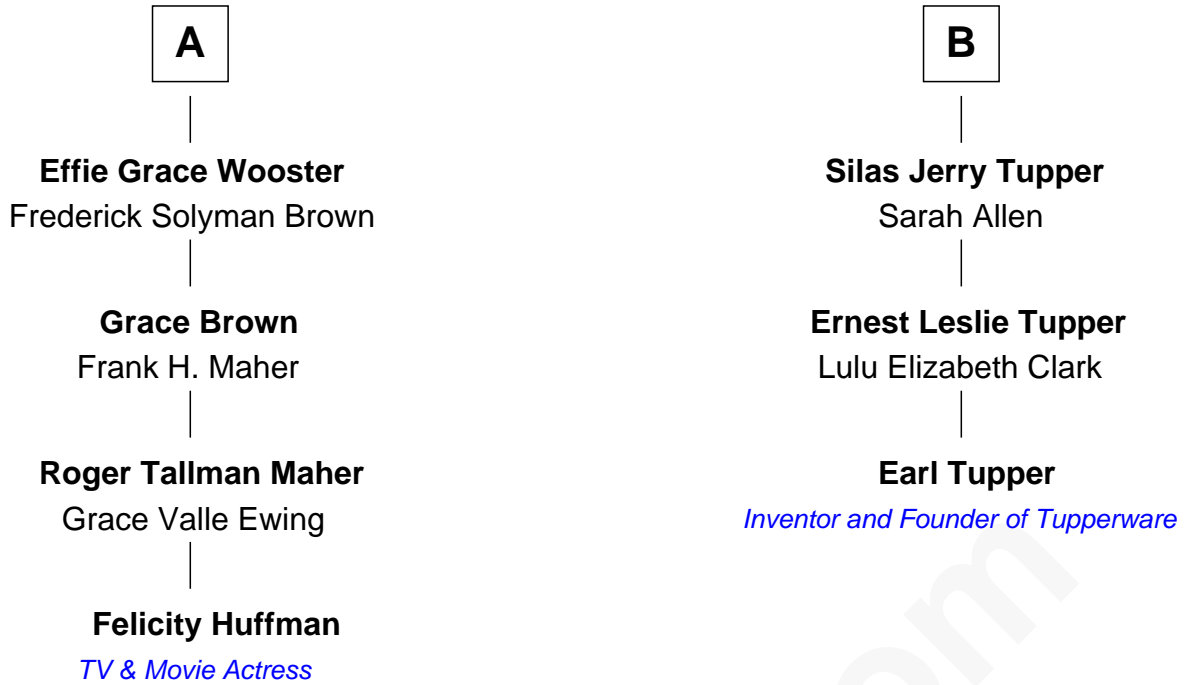 A
B
Effie Grace Wooster
Frederick Solyman Brown
Silas Jerry Tupper
Sarah Allen
Grace Brown
Frank H. Maher
Ernest Leslie Tupper
Lulu Elizabeth Clark
Roger Tallman Maher
Grace Valle Ewing
Earl Tupper
Inventor and Founder of Tupperware
Felicity Huffman
TV & Movie Actress
om